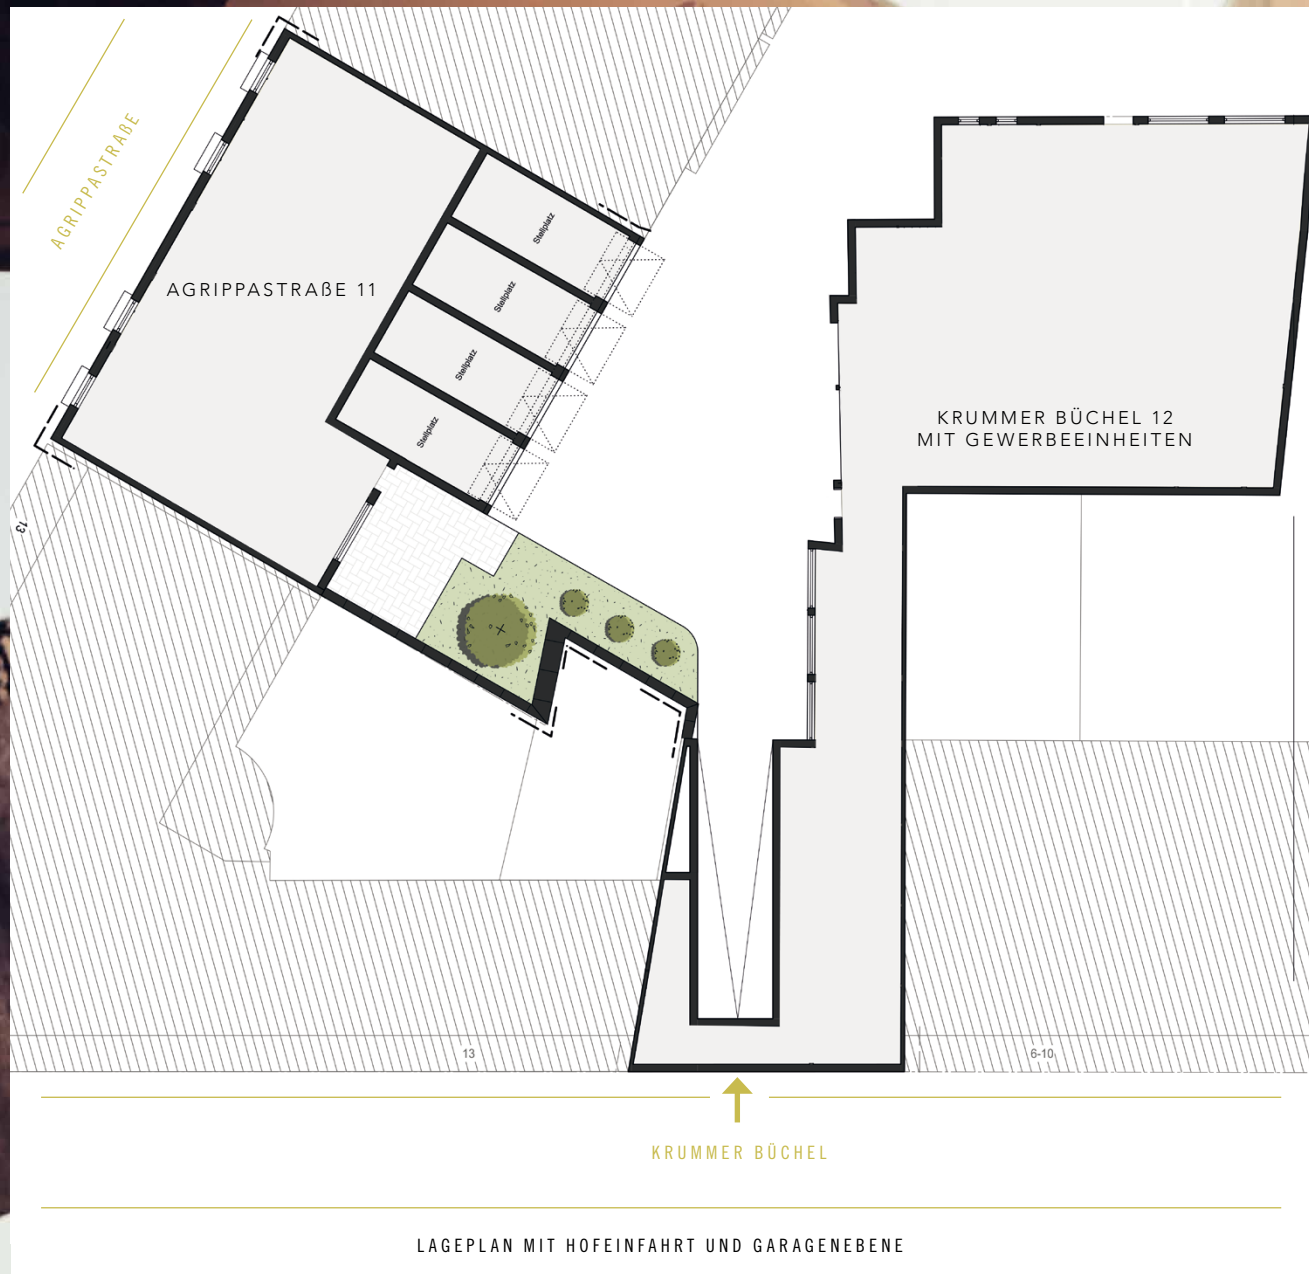 AGRIPPASTRAßE
AGRIPPASTRAßE 11
Stellplatz
Stellplatz
Stellplatz
Stellplatz
KRUMMER BÜCHEL 12
MIT GEWERBEEINHEITEN
13
13
6-10
KRUMMER BÜCHEL
LAGEPLAN MIT HOFEINFAHRT UND GARAGENEBENE